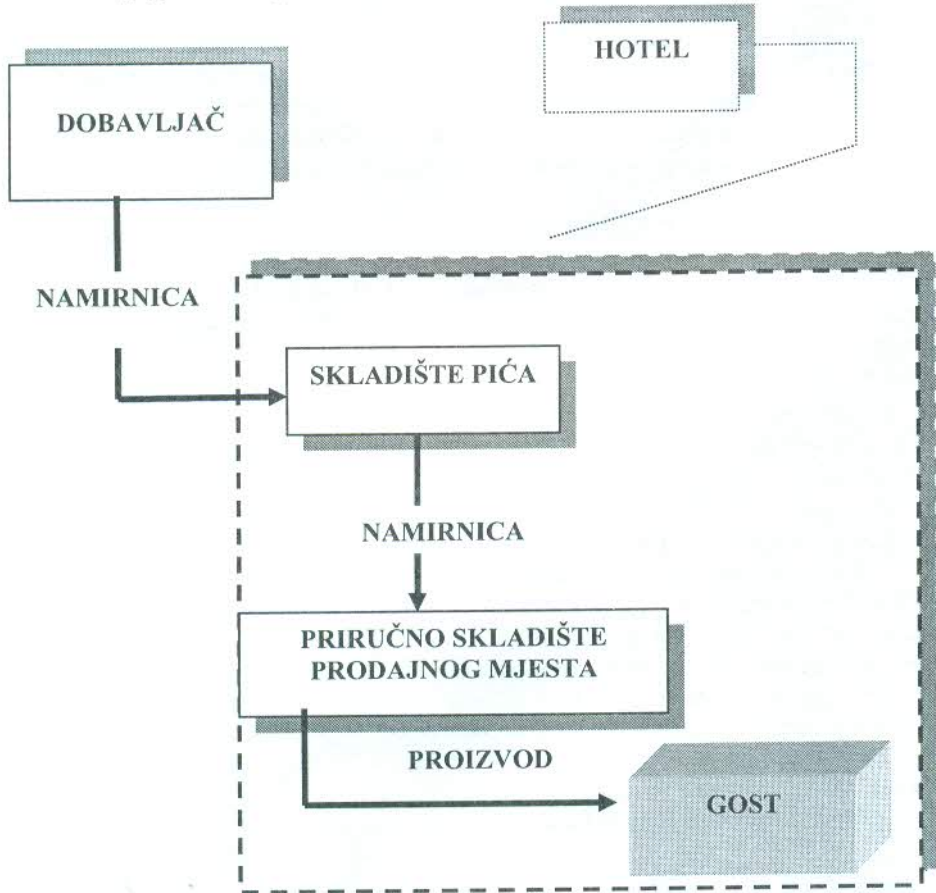 HOTEL
DOBAVLJAČ
NAMIRNICA
SKLADIŠTE PIĆA
NAMIRNICA
PRIRUČNO SKLADIŠTE
PRODAJNOG MJESTA
PROIZVOD
GOST